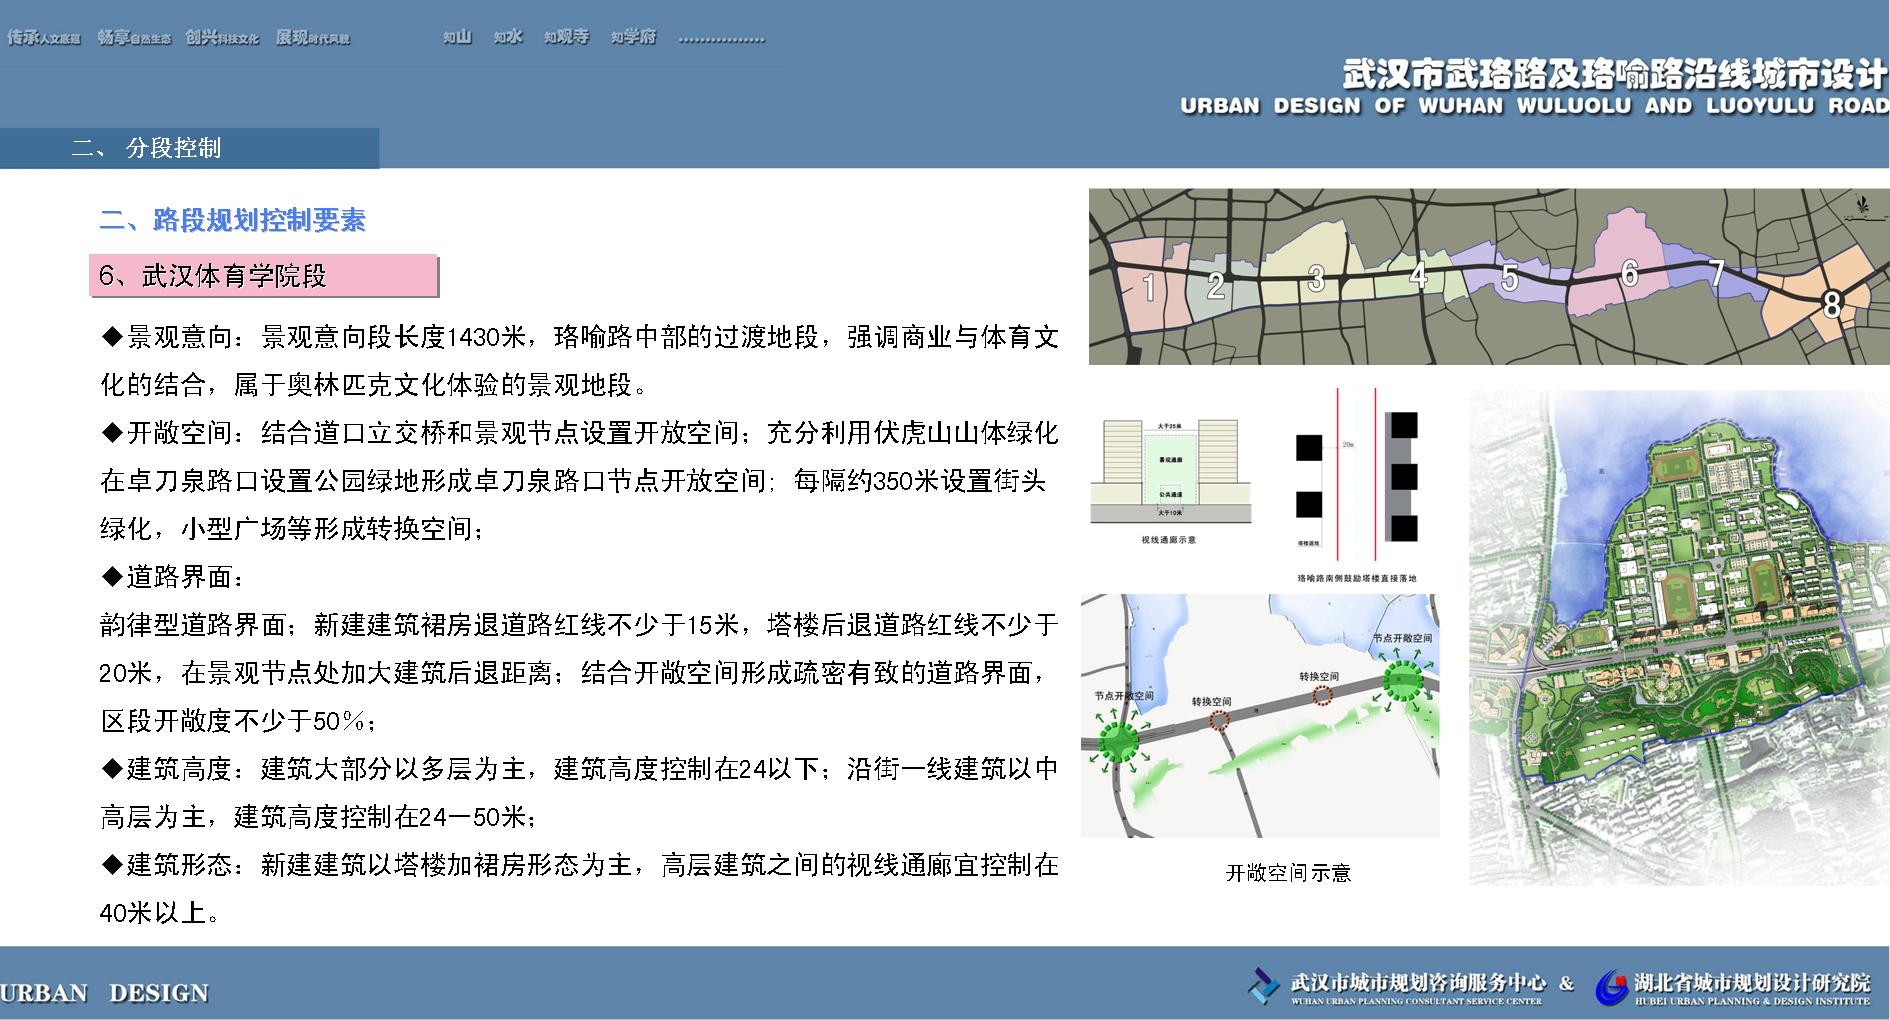 传承人文底蕴 畅享自然生态 创兴科技文化 展现时代风貌 知山 知水 知观寺 知学府 ................
武汉市武珞路及珞喻路沿线城市设计
URBAN DESIGN OF WUHAN WULUOLU AND LUOYULU ROAD
二、 分段控制
二、路段规划控制要素
6、武汉体育学院段
◆景观意向：景观意向段长度1430米，珞喻路中部的过渡地段，强调商业与体育文
化的结合，属于奥林匹克文化体验的景观地段。
◆开敞空间：结合道口立交桥和景观节点设置开放空间；充分利用伏虎山山体绿化
在卓刀泉路口设置公园绿地形成卓刀泉路口节点开放空间；每隔约350米设置街头
绿化，小型广场等形成转换空间；
◆道路界面：
韵律型道路界面；新建建筑裙房退道路红线不少于15米，塔楼后退道路红线不少于
20米，在景观节点处加大建筑后退距离；结合开敞空间形成疏密有致的道路界面，
区段开敞度不少于50%；
◆建筑高度：建筑大部分以多层为主，建筑高度控制在24以下；沿街一线建筑以中
高层为主，建筑高度控制在24—50米；
◆建筑形态：新建建筑以塔楼加裙房形态为主，高层建筑之间的视线通廊宜控制在
40米以上。
1 2 3 4 5 6 7 8
大于25米
景观通廊
公共通道
大于10米
视线通廊示意
20m
塔楼退线
珞喻路南侧鼓励塔楼直接落地
节点开敞空间
转换空间
转换空间
节点开敞空间
开敞空间示意
URBAN DESIGN
武汉市城市规划咨询服务中心 & 湖北省城市规划设计研究院
WUHAN URBAN PLANNING CONSULTANT SERVICE CENTER HUBEI URBAN PLANNING & DESIGN INSTITUTE